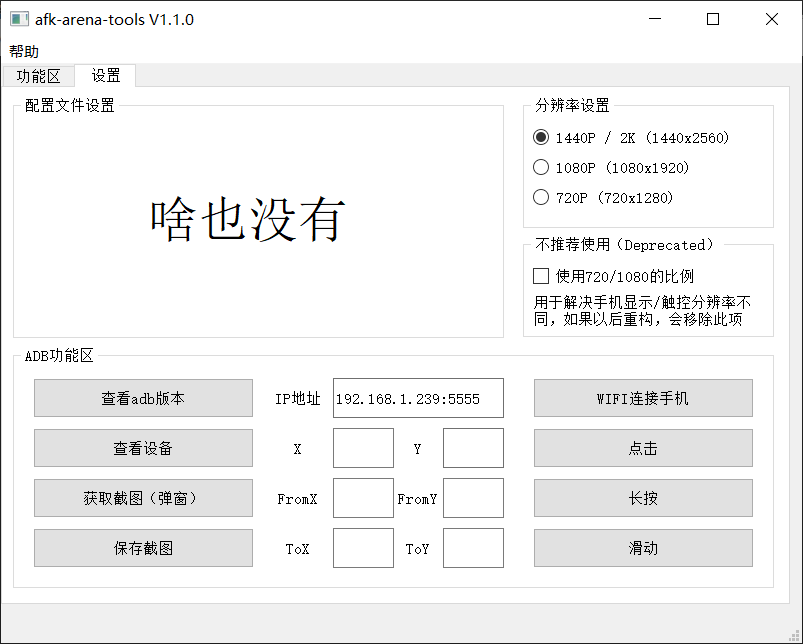 afk-arena-tools V1.1.0
帮助
功能区 设置
配置文件设置
啥也没有
分辨率设置
1440P / 2K (1440x2560)
1080P (1080x1920)
720P (720x1280)
不推荐使用（Deprecated）
使用720/1080的比例
用于解决手机显示/触控分辨率不
同，如果以后重构，会移除此项
ADB功能区
查看adb版本 IP地址 192.168.1.239:5555 WIFI连接手机
查看设备 X Y 点击
获取截图（弹窗） FromX FromY 长按
保存截图 ToX ToY 滑动